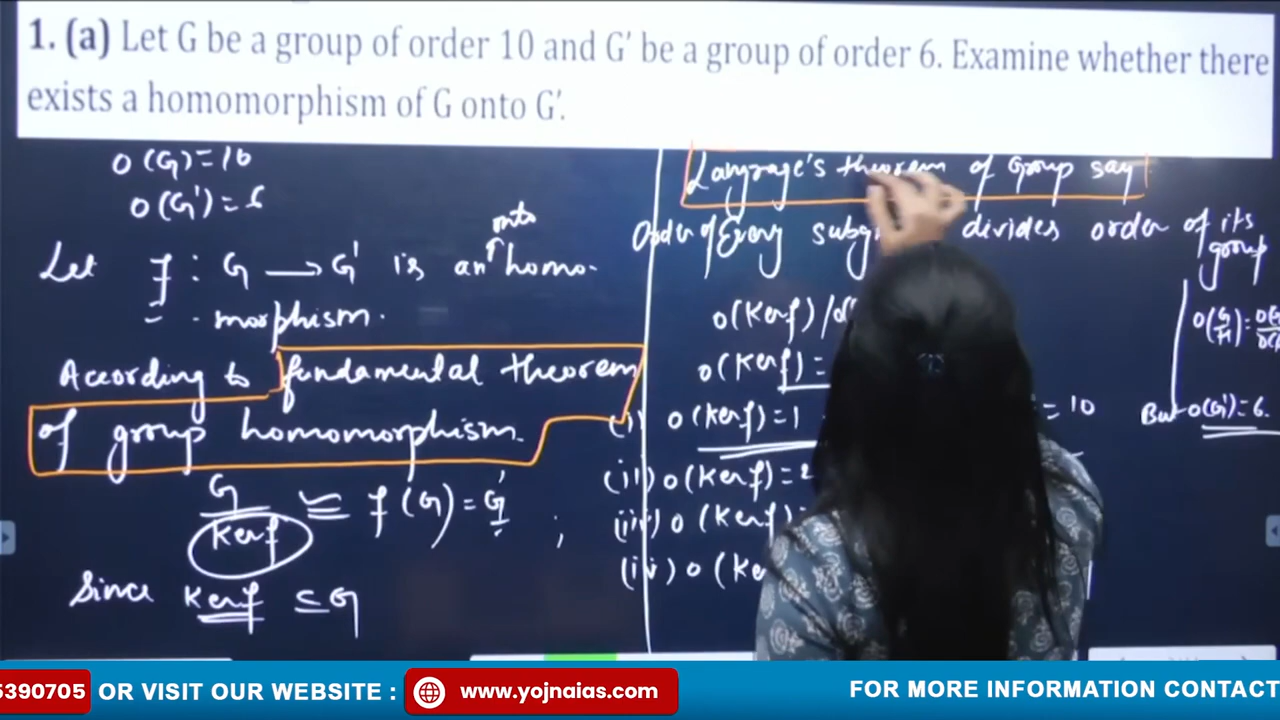 1. (a) Let G be a group of order 10 and G′ be a group of order 6. Examine whether there
exists a homomorphism of G onto G′.
O(G)=10
O(G')=6
Let f : G → G' is an onto homo-
-morphism.
According to fundamental theorem
of group homomorphism.
G/Kerf ≅ f(G)=G' ;
Since Kerf ⊆ G
Langrage's theorem of Group say
Order of Every divides order of its
group
O(Kerf)/
O(Kerf)=
(i) O(Kerf)=1 = 10 But O(G')=6.
(ii) O(Kerf)=2
(iii) O(Kerf)=
(iv) O(Ke
O(G/H)=
5390705 OR VISIT OUR WEBSITE : www.yojnaias.com FOR MORE INFORMATION CONTACT